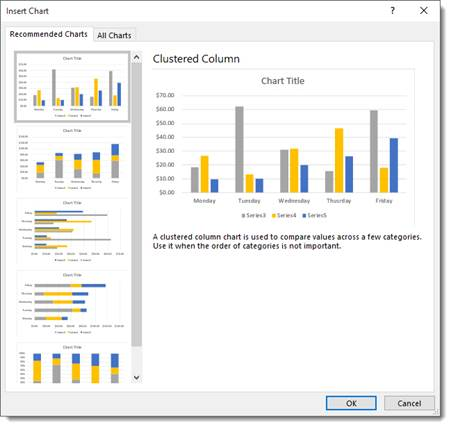 Insert Chart
?
Recommended Charts
All Charts
Clustered Column
Chart Title
$70.00
$60.00
$50.00
$40.00
$30.00
$20.00
$10.00
$0.00
Monday Tuesday Wednesday Thusrday Friday
Series3 Series4 Series5
A clustered column chart is used to compare values across a few categories.
Use it when the order of categories is not important.
Chart Title
Chart Title
Chart Title
Chart Title
Chart Title
OK
Cancel